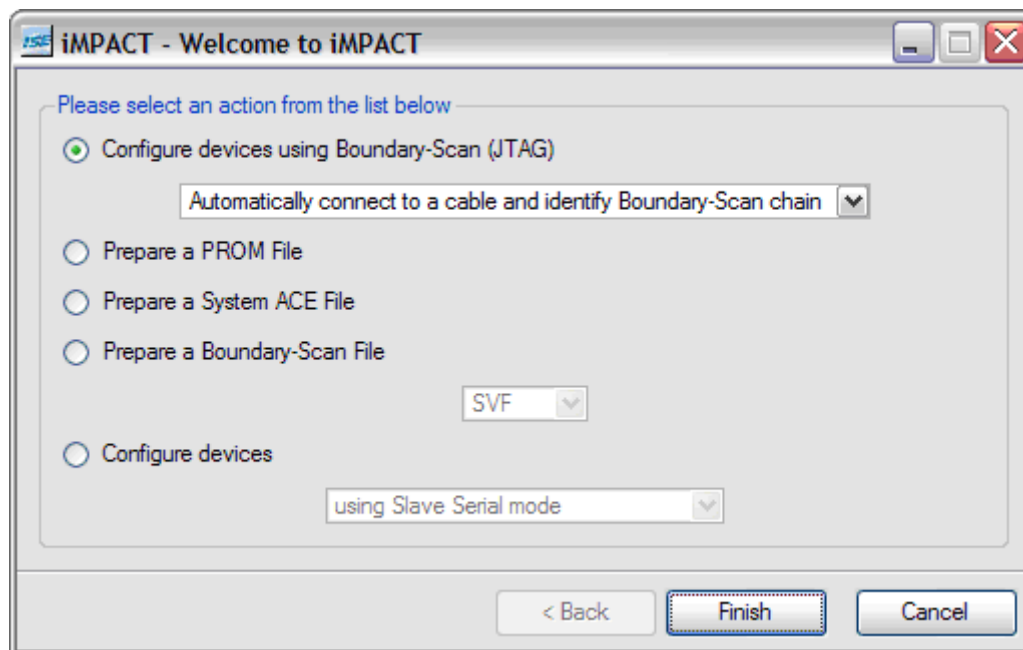 ISE iMPACT - Welcome to iMPACT
Please select an action from the list below
Configure devices using Boundary-Scan (JTAG)
Automatically connect to a cable and identify Boundary-Scan chain
Prepare a PROM File
Prepare a System ACE File
Prepare a Boundary-Scan File
SVF
Configure devices
using Slave Serial mode
< Back Finish Cancel